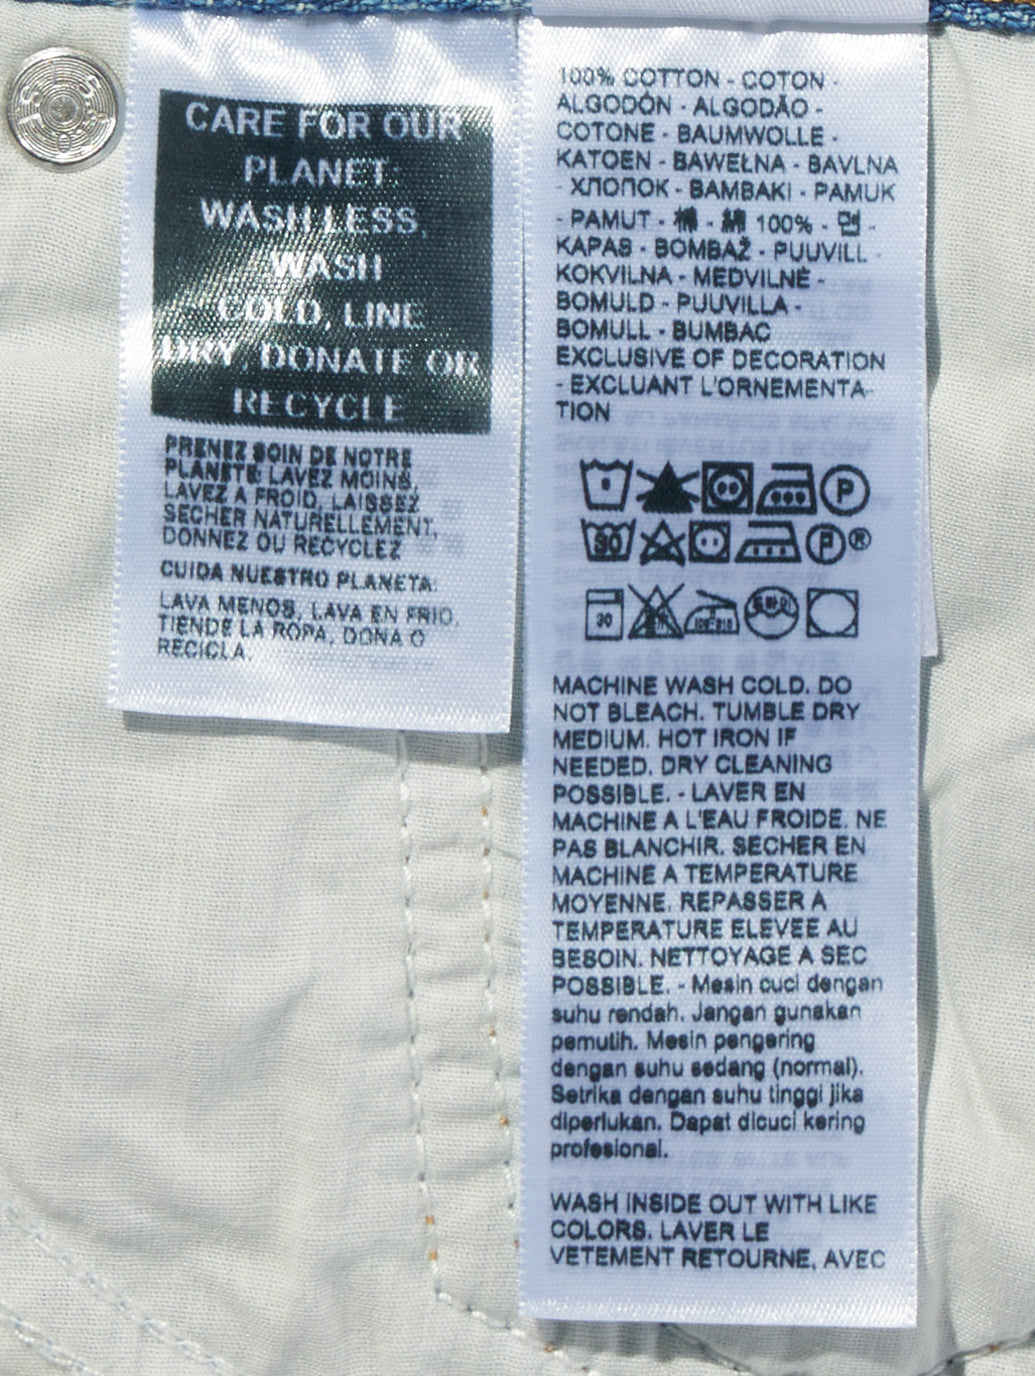 CARE FOR OUR
PLANET:
WASH LESS,
WASH
COLD, LINE
DRY, DONATE OR
RECYCLE
PRENEZ SOIN DE NOTRE
PLANETE: LAVEZ MOINS,
LAVEZ A FROID, LAISSEZ
SECHER NATURELLEMENT,
DONNEZ OU RECYCLEZ
CUIDA NUESTRO PLANETA:
LAVA MENOS, LAVA EN FRIO,
TIENDE LA ROPA, DONA O
RECICLA.
100% COTTON - COTON -
ALGODÓN - ALGODÃO -
COTONE - BAUMWOLLE -
KATOEN - BAWEŁNA - BAVLNA
- ХЛОПОК - BAMBAKI - PAMUK
- PAMUT - 棉 - 綿 100% - 면 -
KAPAS - BOMBAŽ - PUUVILL -
KOKVILNA - MEDVILNĖ -
BOMULD - PUUVILLA -
BOMULL - BUMBAC
EXCLUSIVE OF DECORATION
- EXCLUANT L'ORNEMENTA-
TION
P
30 P ®
30 드라이
MACHINE WASH COLD. DO
NOT BLEACH. TUMBLE DRY
MEDIUM. HOT IRON IF
NEEDED. DRY CLEANING
POSSIBLE. - LAVER EN
MACHINE A L'EAU FROIDE. NE
PAS BLANCHIR. SECHER EN
MACHINE A TEMPERATURE
MOYENNE. REPASSER A
TEMPERATURE ELEVEE AU
BESOIN. NETTOYAGE A SEC
POSSIBLE. - Mesin cuci dengan
suhu rendah. Jangan gunakan
pemutih. Mesin pengering
dengan suhu sedang (normal).
Setrika dengan suhu tinggi jika
diperlukan. Dapat dicuci kering
profesional.
WASH INSIDE OUT WITH LIKE
COLORS. LAVER LE
VETEMENT RETOURNE, AVEC